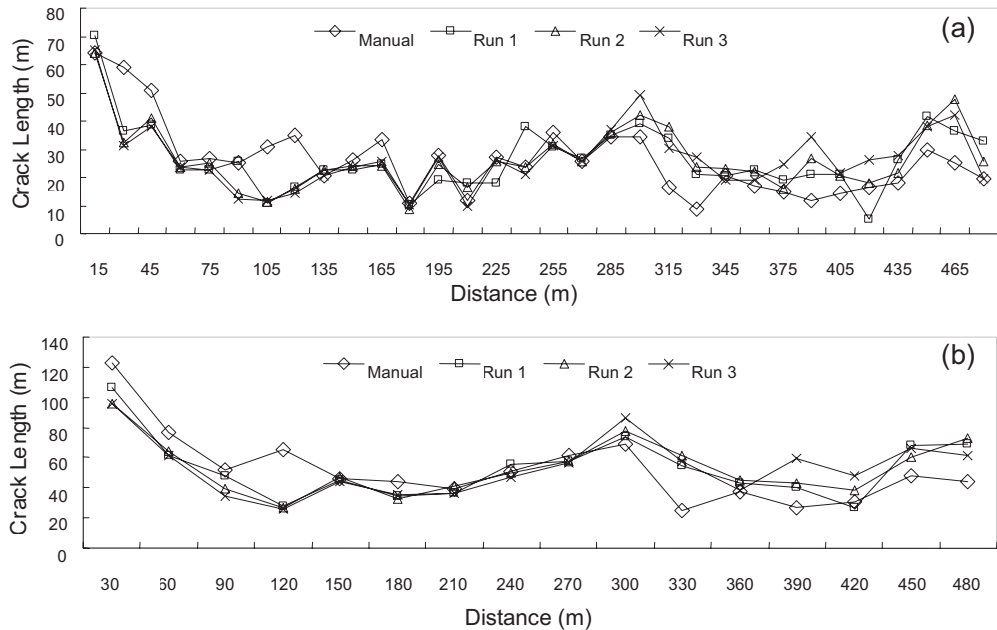 (a)
Manual Run 1 Run 2 Run 3
Crack Length (m)
80
70
60
50
40
30
20
10
0
15 45 75 105 135 165 195 225 255 285 315 345 375 405 435 465
Distance (m)
(b)
Manual Run 1 Run 2 Run 3
Crack Length (m)
140
120
100
80
60
40
20
0
30 60 90 120 150 180 210 240 270 300 330 360 390 420 450 480
Distance (m)